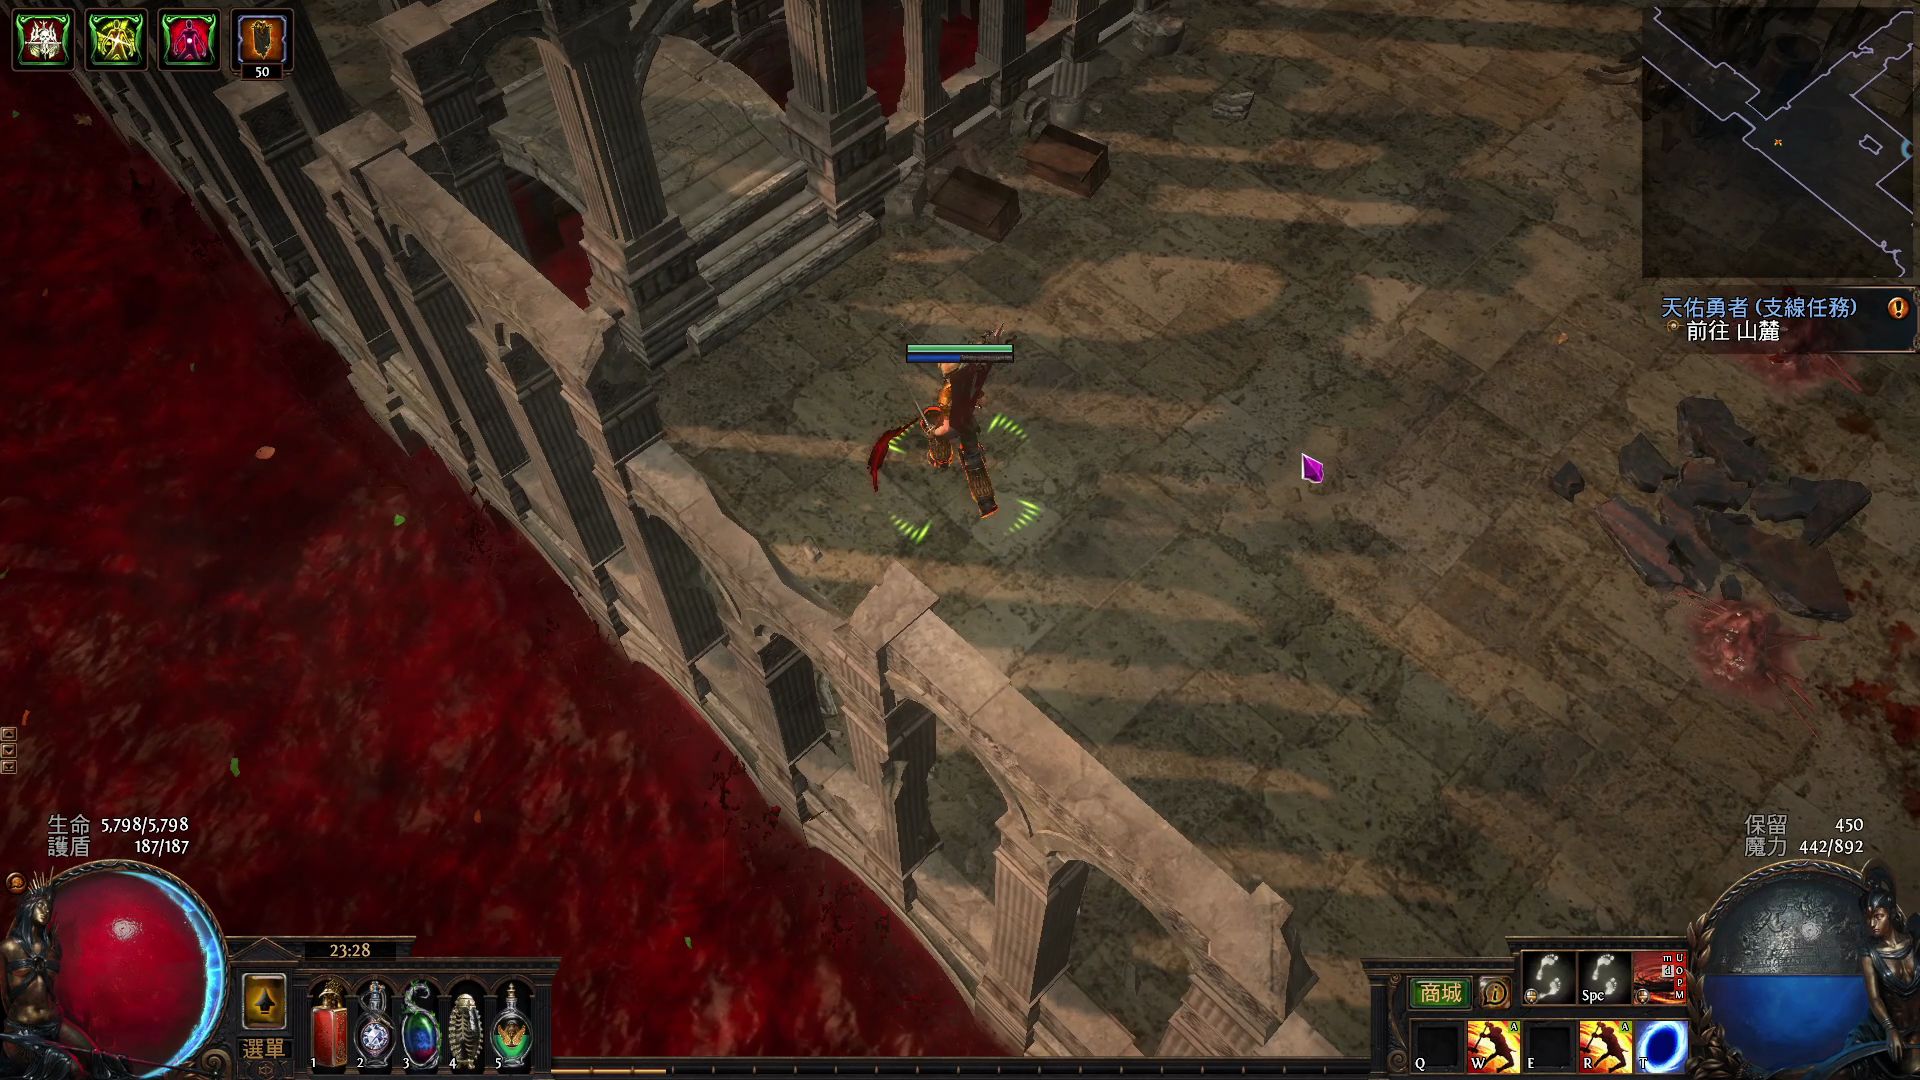 50
天佑勇者 (支線任務)
前往 山麓
生命 5,798/5,798
護盾 187/187
保留 450
魔力 442/892
23:28
選單
1 2 3 4 5
商城
Spc
Q W E R T
A A